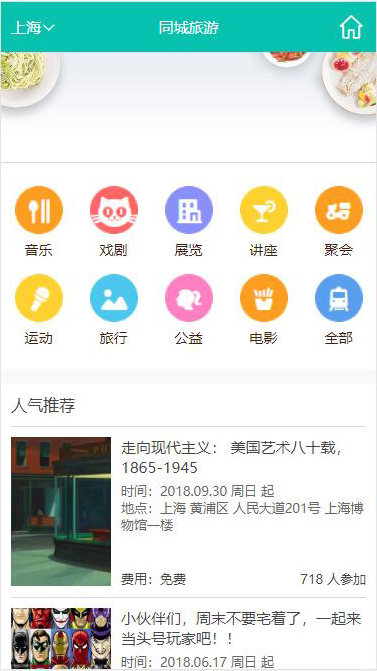 上海
同城旅游
音乐 戏剧 展览 讲座 聚会
运动 旅行 公益 电影 全部
人气推荐
走向现代主义： 美国艺术八十载，
1865-1945
时间：2018.09.30 周日 起
地点：上海 黄浦区 人民大道201号 上海博
物馆一楼
费用：免费 718 人参加
小伙伴们，周末不要宅着了，一起来
当头号玩家吧！！
时间：2018.06.17 周日 起